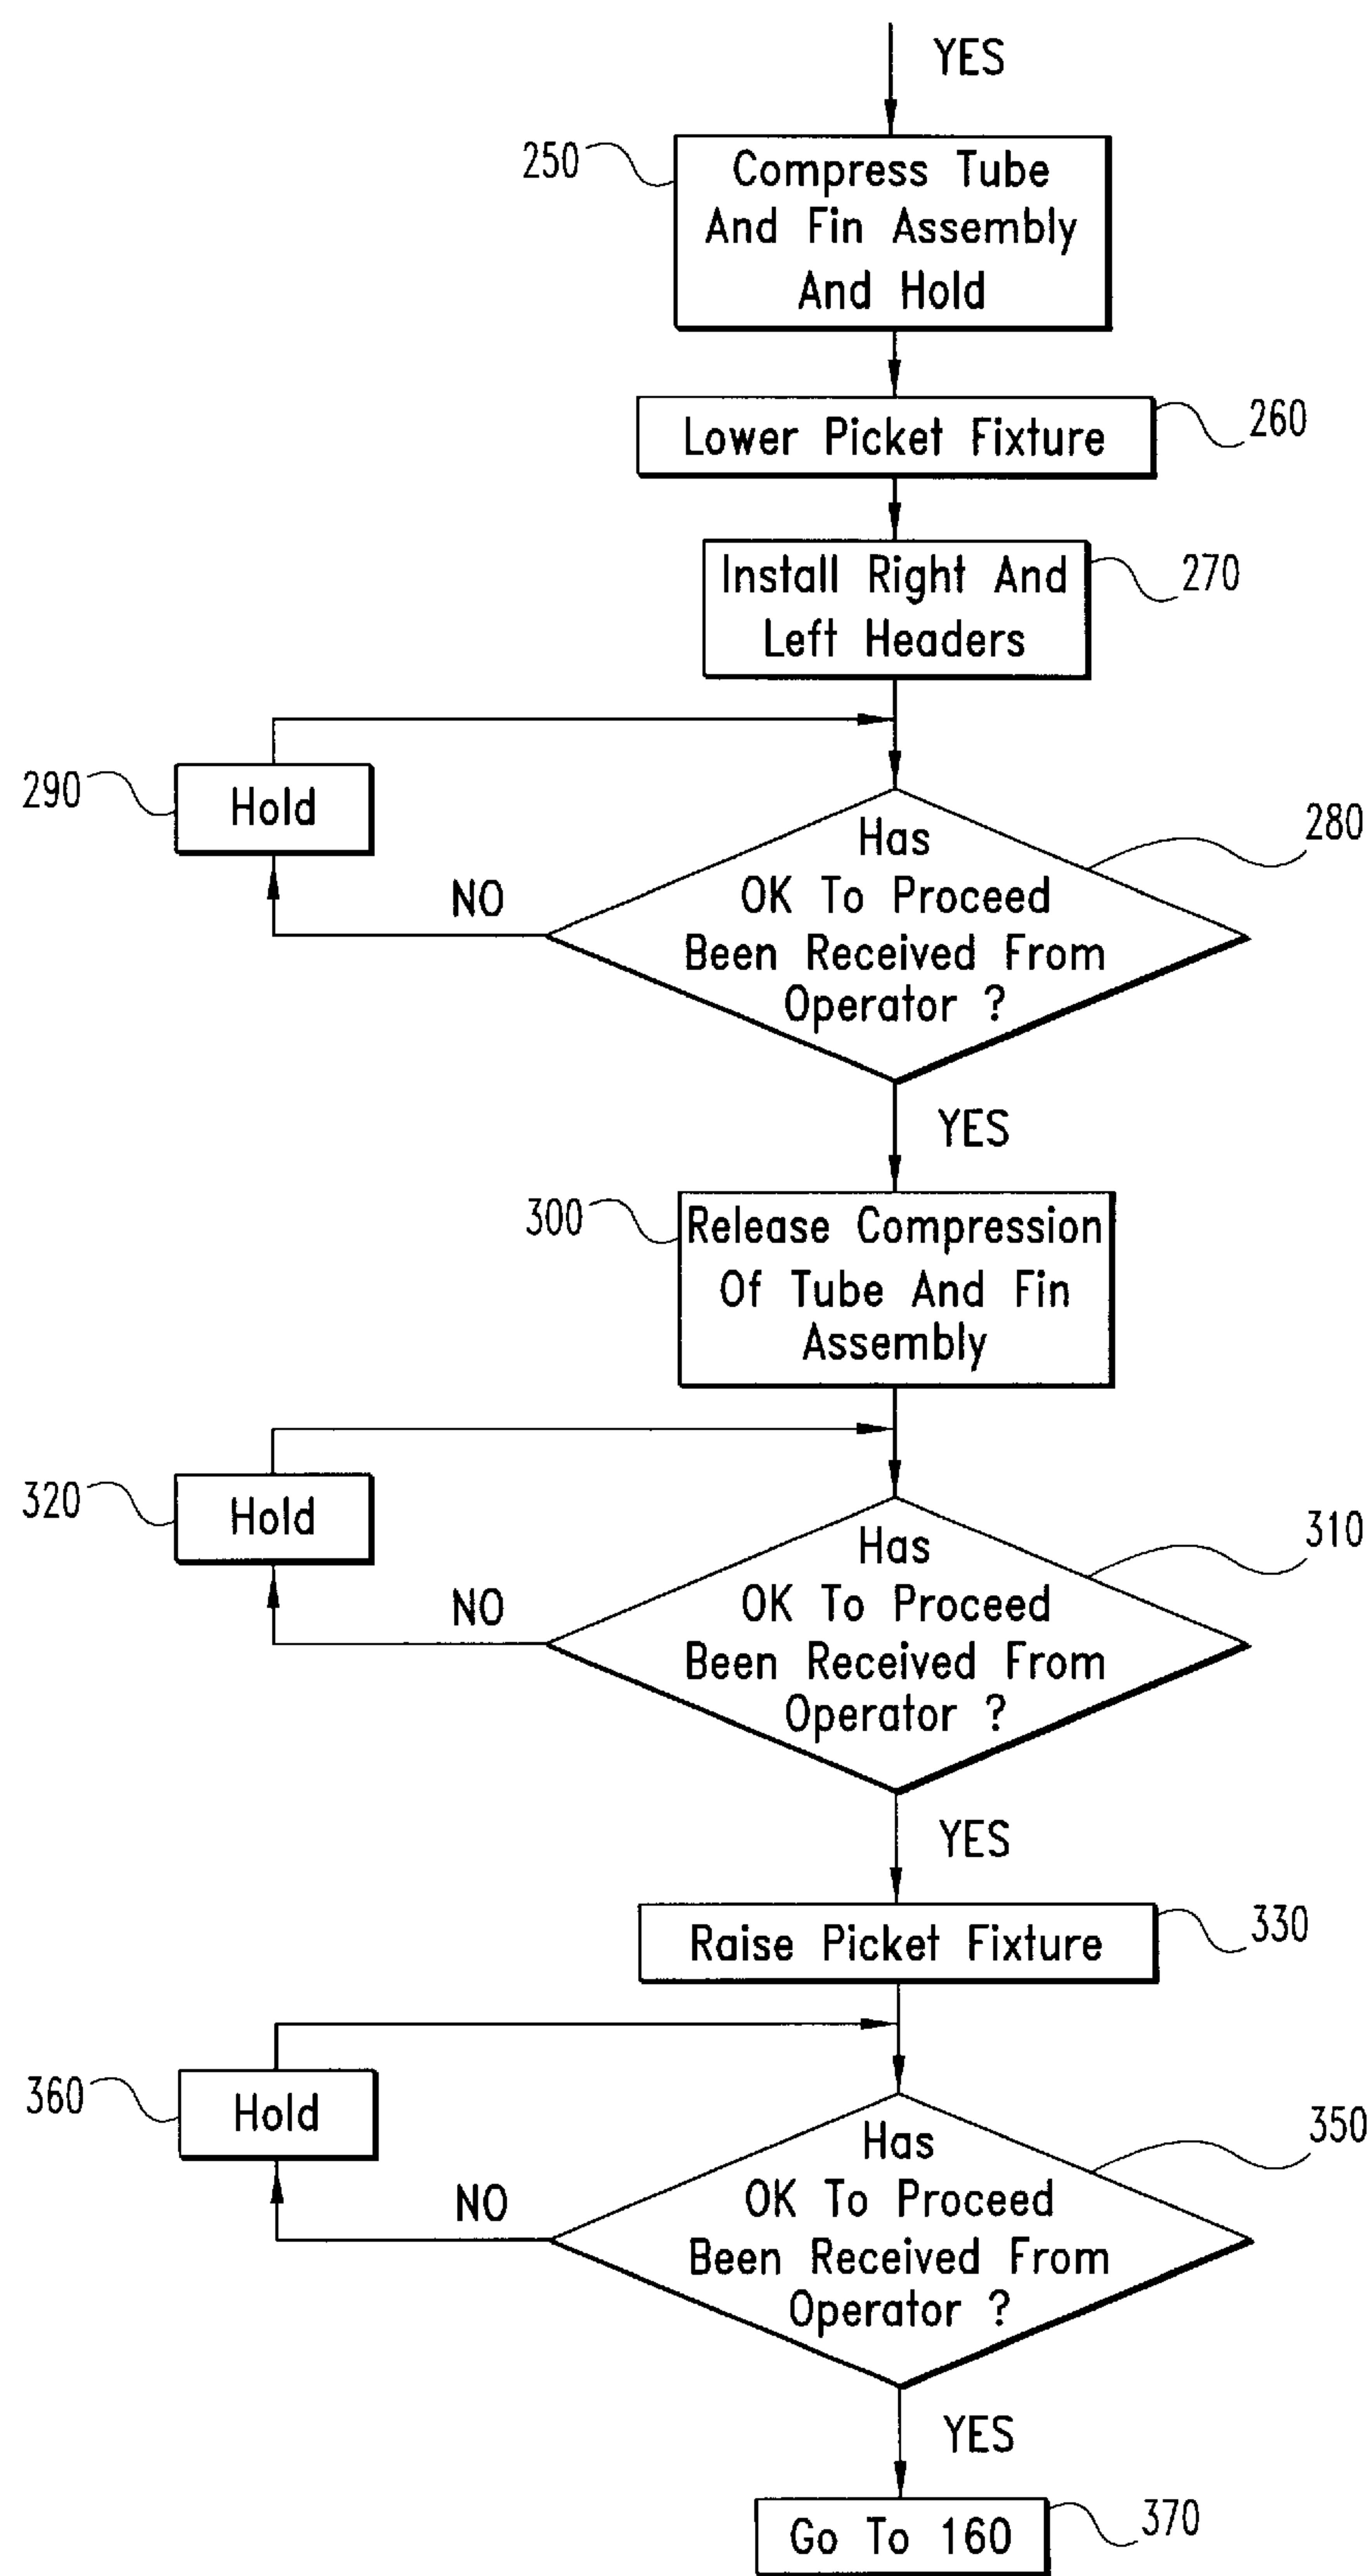 YES
250
Compress Tube
And Fin Assembly
And Hold
Lower Picket Fixture
260
Install Right And
Left Headers
270
290
Hold
280
Has
OK To Proceed
Been Received From
Operator ?
NO
YES
300
Release Compression
Of Tube And Fin
Assembly
320
Hold
310
Has
OK To Proceed
Been Received From
Operator ?
NO
YES
Raise Picket Fixture
330
360
Hold
350
Has
OK To Proceed
Been Received From
Operator ?
NO
YES
Go To 160
370